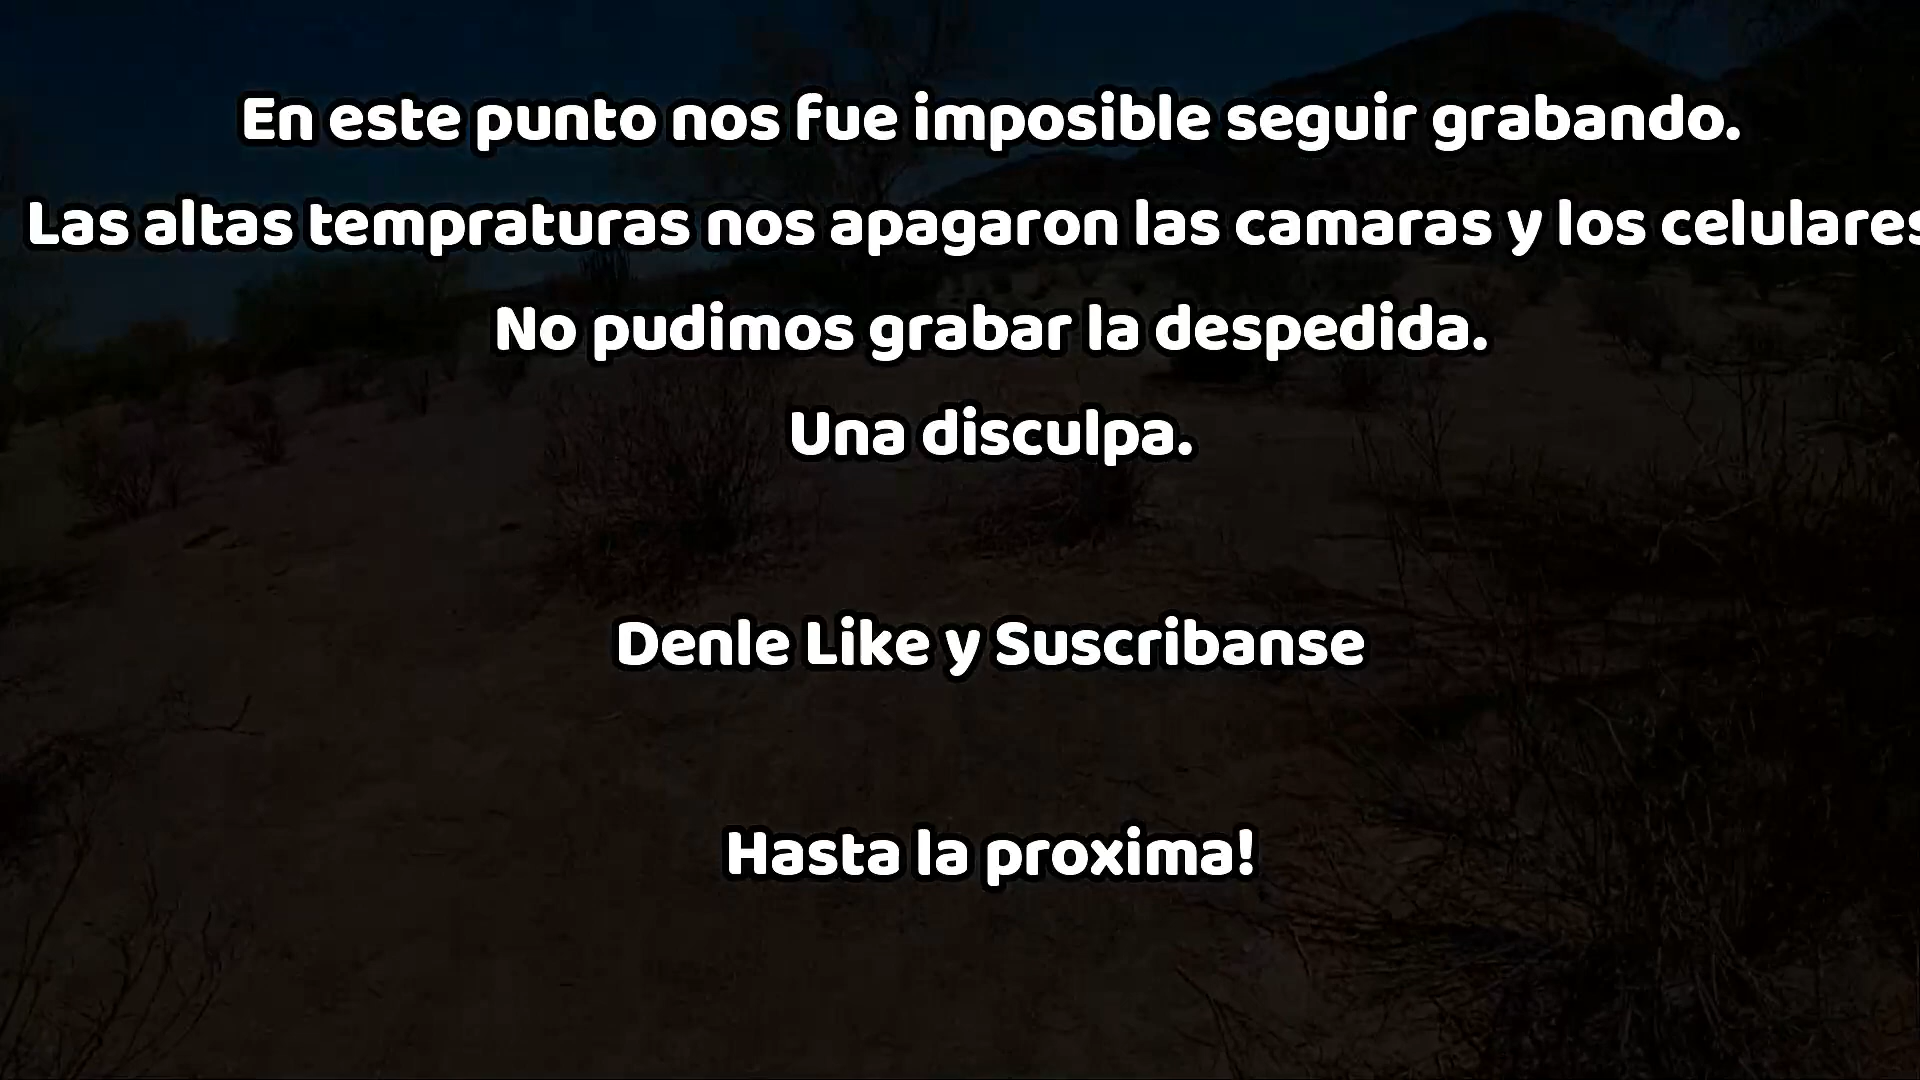 En este punto nos fue imposible seguir grabando.
Las altas tempraturas nos apagaron las camaras y los celulares
No pudimos grabar la despedida.
Una disculpa.
Denle Like y Suscribanse
Hasta la proxima!